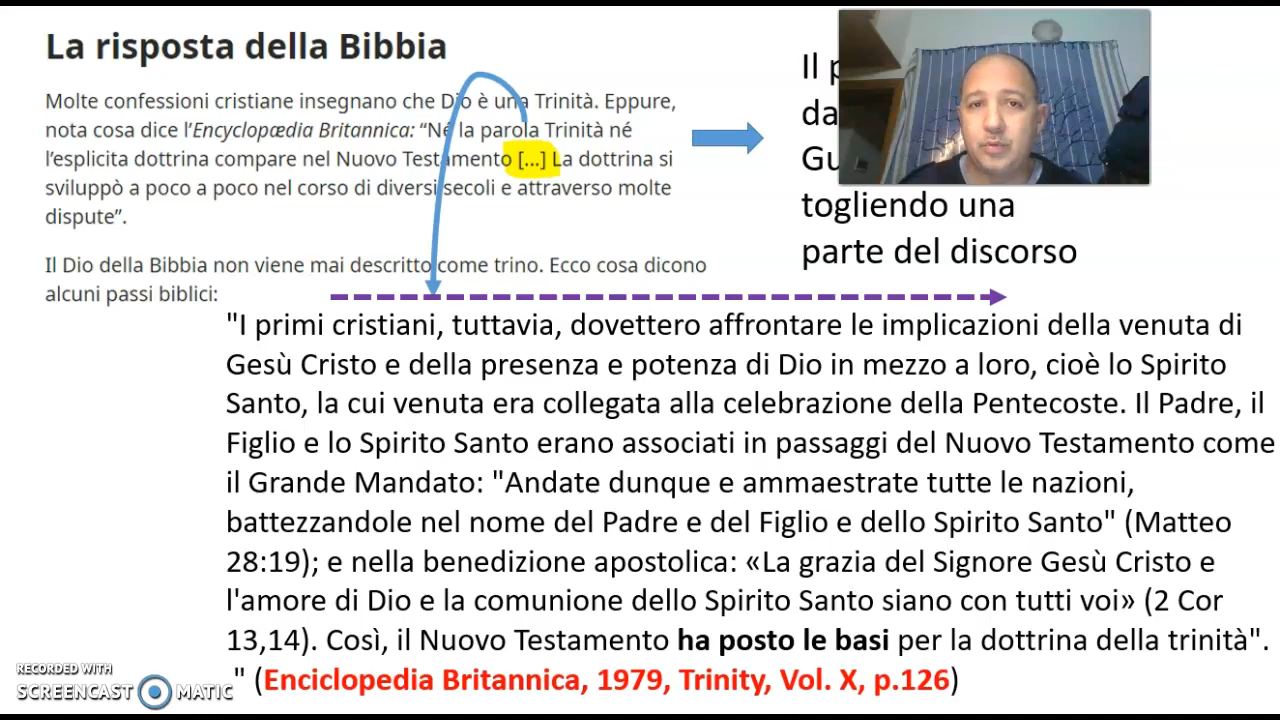 La risposta della Bibbia
Molte confessioni cristiane insegnano che Dio è una Trinità. Eppure,
nota cosa dice l'Encyclopædia Britannica: “Né la parola Trinità né
l'esplicita dottrina compare nel Nuovo Testamento [...] La dottrina si
sviluppò a poco a poco nel corso di diversi secoli e attraverso molte
dispute”.
Il Dio della Bibbia non viene mai descritto come trino. Ecco cosa dicono
alcuni passi biblici:
Il
togliendo una
parte del discorso
"I primi cristiani, tuttavia, dovettero affrontare le implicazioni della venuta di
Gesù Cristo e della presenza e potenza di Dio in mezzo a loro, cioè lo Spirito
Santo, la cui venuta era collegata alla celebrazione della Pentecoste. Il Padre, il
Figlio e lo Spirito Santo erano associati in passaggi del Nuovo Testamento come
il Grande Mandato: "Andate dunque e ammaestrate tutte le nazioni,
battezzandole nel nome del Padre e del Figlio e dello Spirito Santo" (Matteo
28:19); e nella benedizione apostolica: «La grazia del Signore Gesù Cristo e
l'amore di Dio e la comunione dello Spirito Santo siano con tutti voi» (2 Cor
13,14). Così, il Nuovo Testamento ha posto le basi per la dottrina della trinità".
" (Enciclopedia Britannica, 1979, Trinity, Vol. X, p.126)
RECORDED WITH
SCREENCAST MATIC